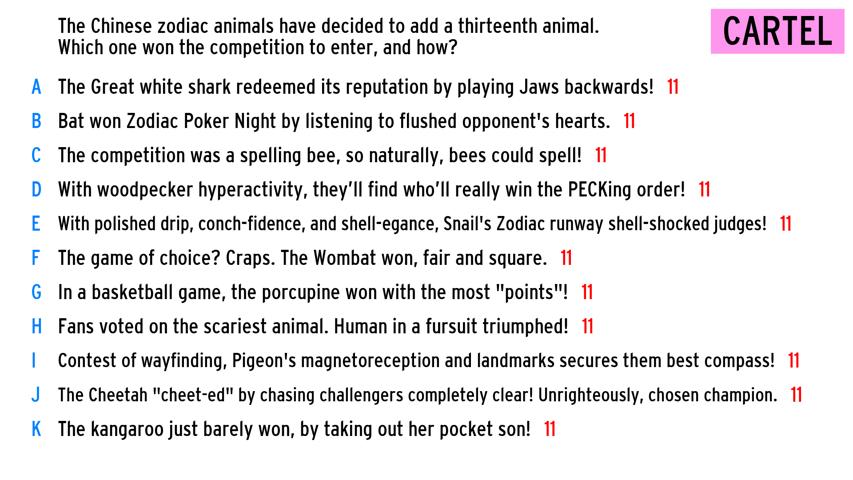 The Chinese zodiac animals have decided to add a thirteenth animal.
Which one won the competition to enter, and how?
CARTEL
A The Great white shark redeemed its reputation by playing Jaws backwards! 11
B Bat won Zodiac Poker Night by listening to flushed opponent's hearts. 11
C The competition was a spelling bee, so naturally, bees could spell! 11
D With woodpecker hyperactivity, they'll find who'll really win the PECKing order! 11
E With polished drip, conch-fidence, and shell-egance, Snail's Zodiac runway shell-shocked judges! 11
F The game of choice? Craps. The Wombat won, fair and square. 11
G In a basketball game, the porcupine won with the most "points"! 11
H Fans voted on the scariest animal. Human in a fursuit triumphed! 11
I Contest of wayfinding, Pigeon's magnetoreception and landmarks secures them best compass! 11
J The Cheetah "cheet-ed" by chasing challengers completely clear! Unrighteously, chosen champion. 11
K The kangaroo just barely won, by taking out her pocket son! 11